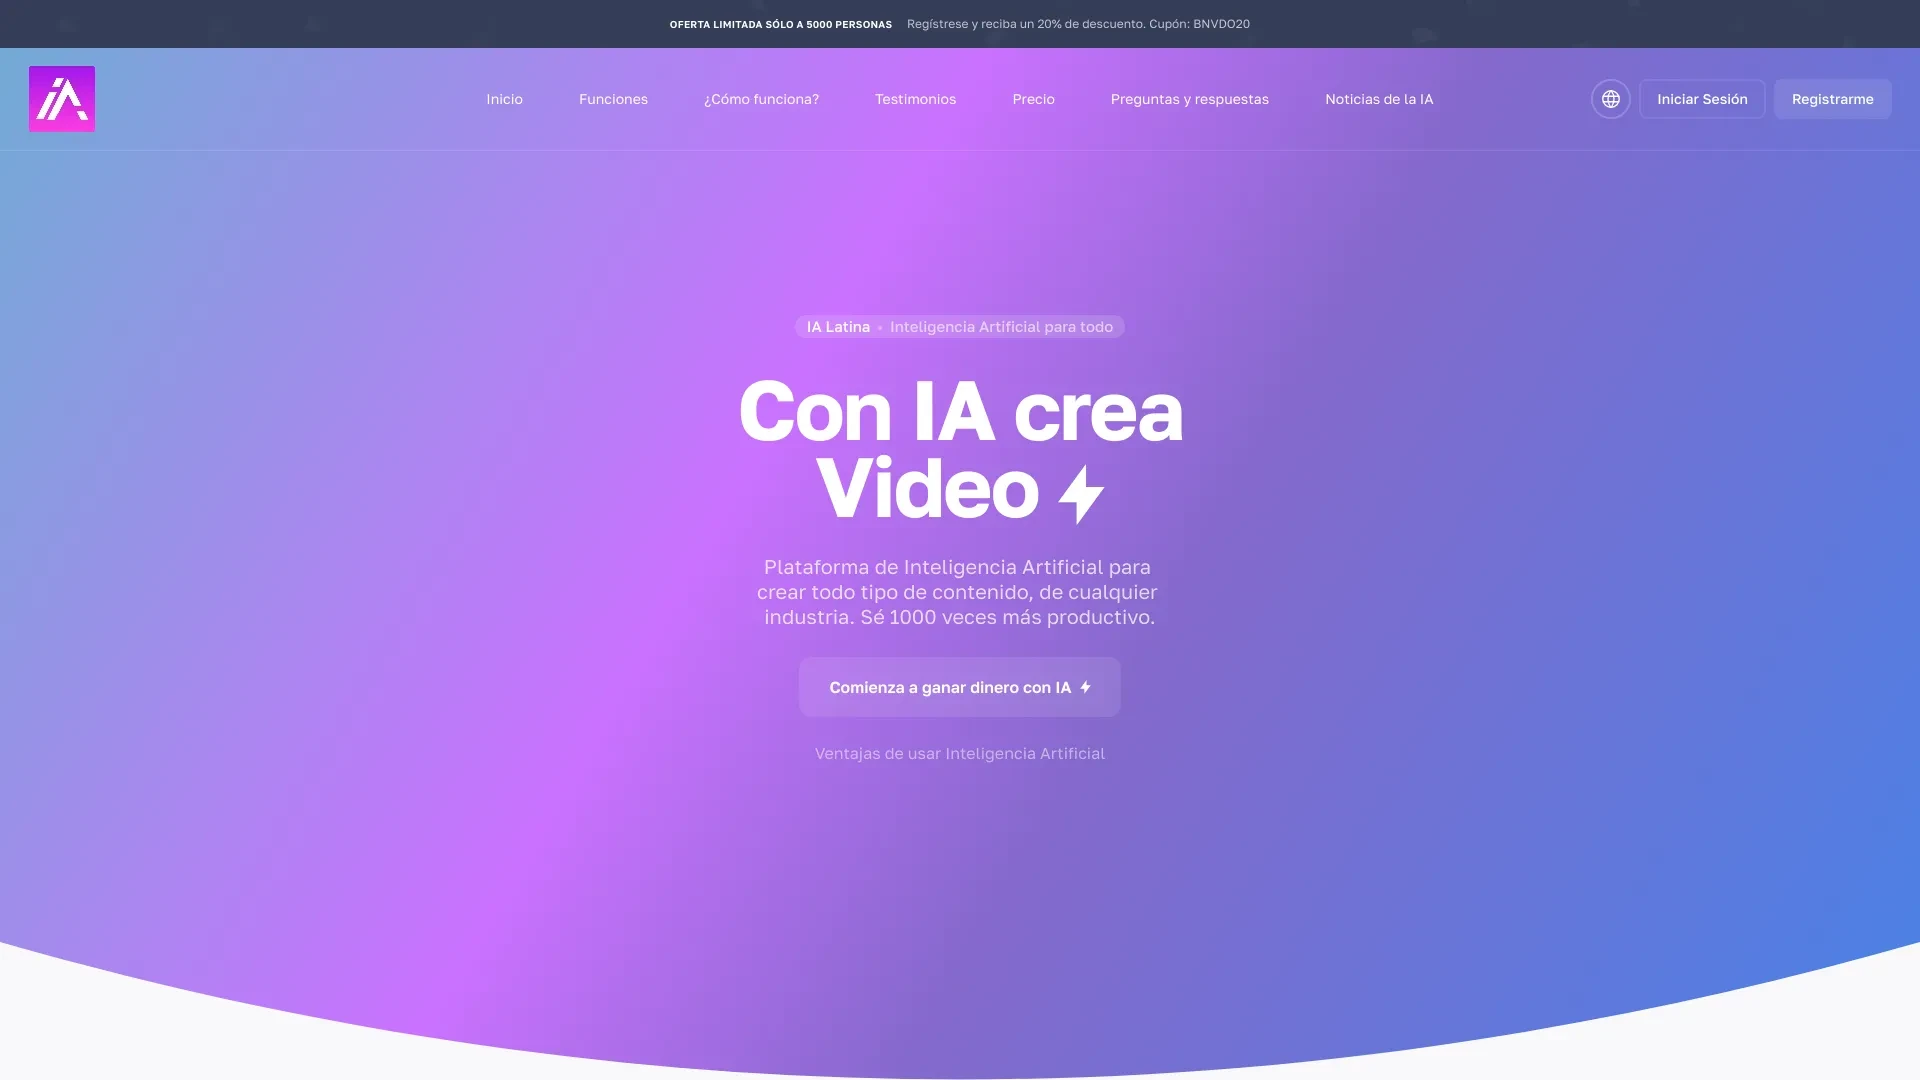 OFERTA LIMITADA SÓLO A 5000 PERSONAS Regístrese y reciba un 20% de descuento. Cupón: BNVDO20
iA
Inicio Funciones ¿Cómo funciona? Testimonios Precio Preguntas y respuestas Noticias de la IA Iniciar Sesión Registrarme
IA Latina • Inteligencia Artificial para todo
Con IA crea
Video
Plataforma de Inteligencia Artificial para
crear todo tipo de contenido, de cualquier
industria. Sé 1000 veces más productivo.
Comienza a ganar dinero con IA
Ventajas de usar Inteligencia Artificial